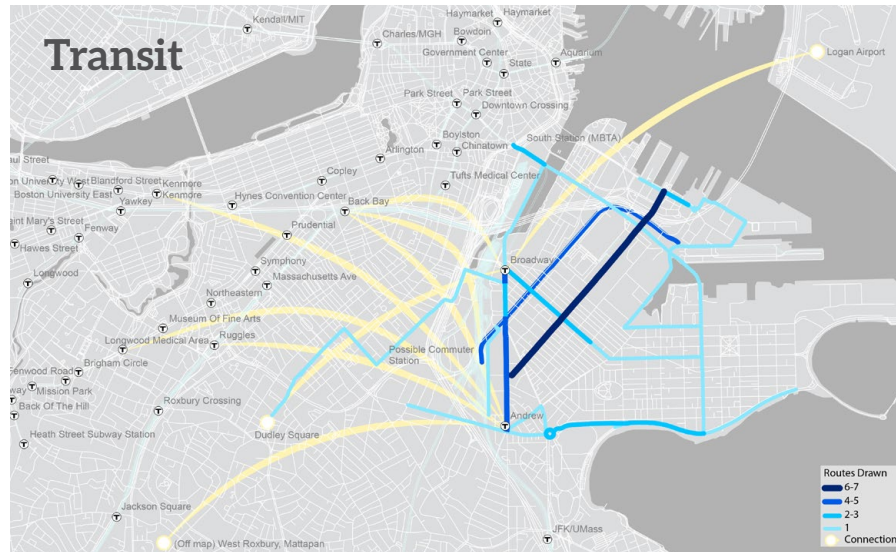 Transit
Kendall/MIT
Charles/MGH
Haymarket
Haymarket
Bowdoin
Government Center
State
Aquarium
Logan Airport
Park Street
Park Street
Downtown Crossing
Boylston
Chinatown
South Station (MBTA)
Arlington
Tufts Medical Center
Copley
aul Street
on University West
Blandford Street
Kenmore
Boston University East
Kenmore
Yawkey
Hynes Convention Center
Back Bay
aint Mary's Street
Fenway
Prudential
Hawes Street
Symphony
Broadway
Longwood
Massachusetts Ave
Northeastern
Museum Of Fine Arts
Ruggles
Longwood Medical Area
Possible Commuter
Station
Brigham Circle
Fenwood Road
way
Mission Park
Back Of The Hill
Roxbury Crossing
Andrew
Dudley Square
Heath Street Subway Station
Jackson Square
(Off map) West Roxbury, Mattapan
JFK/UMass
Routes Drawn
6-7
4-5
2-3
1
Connection